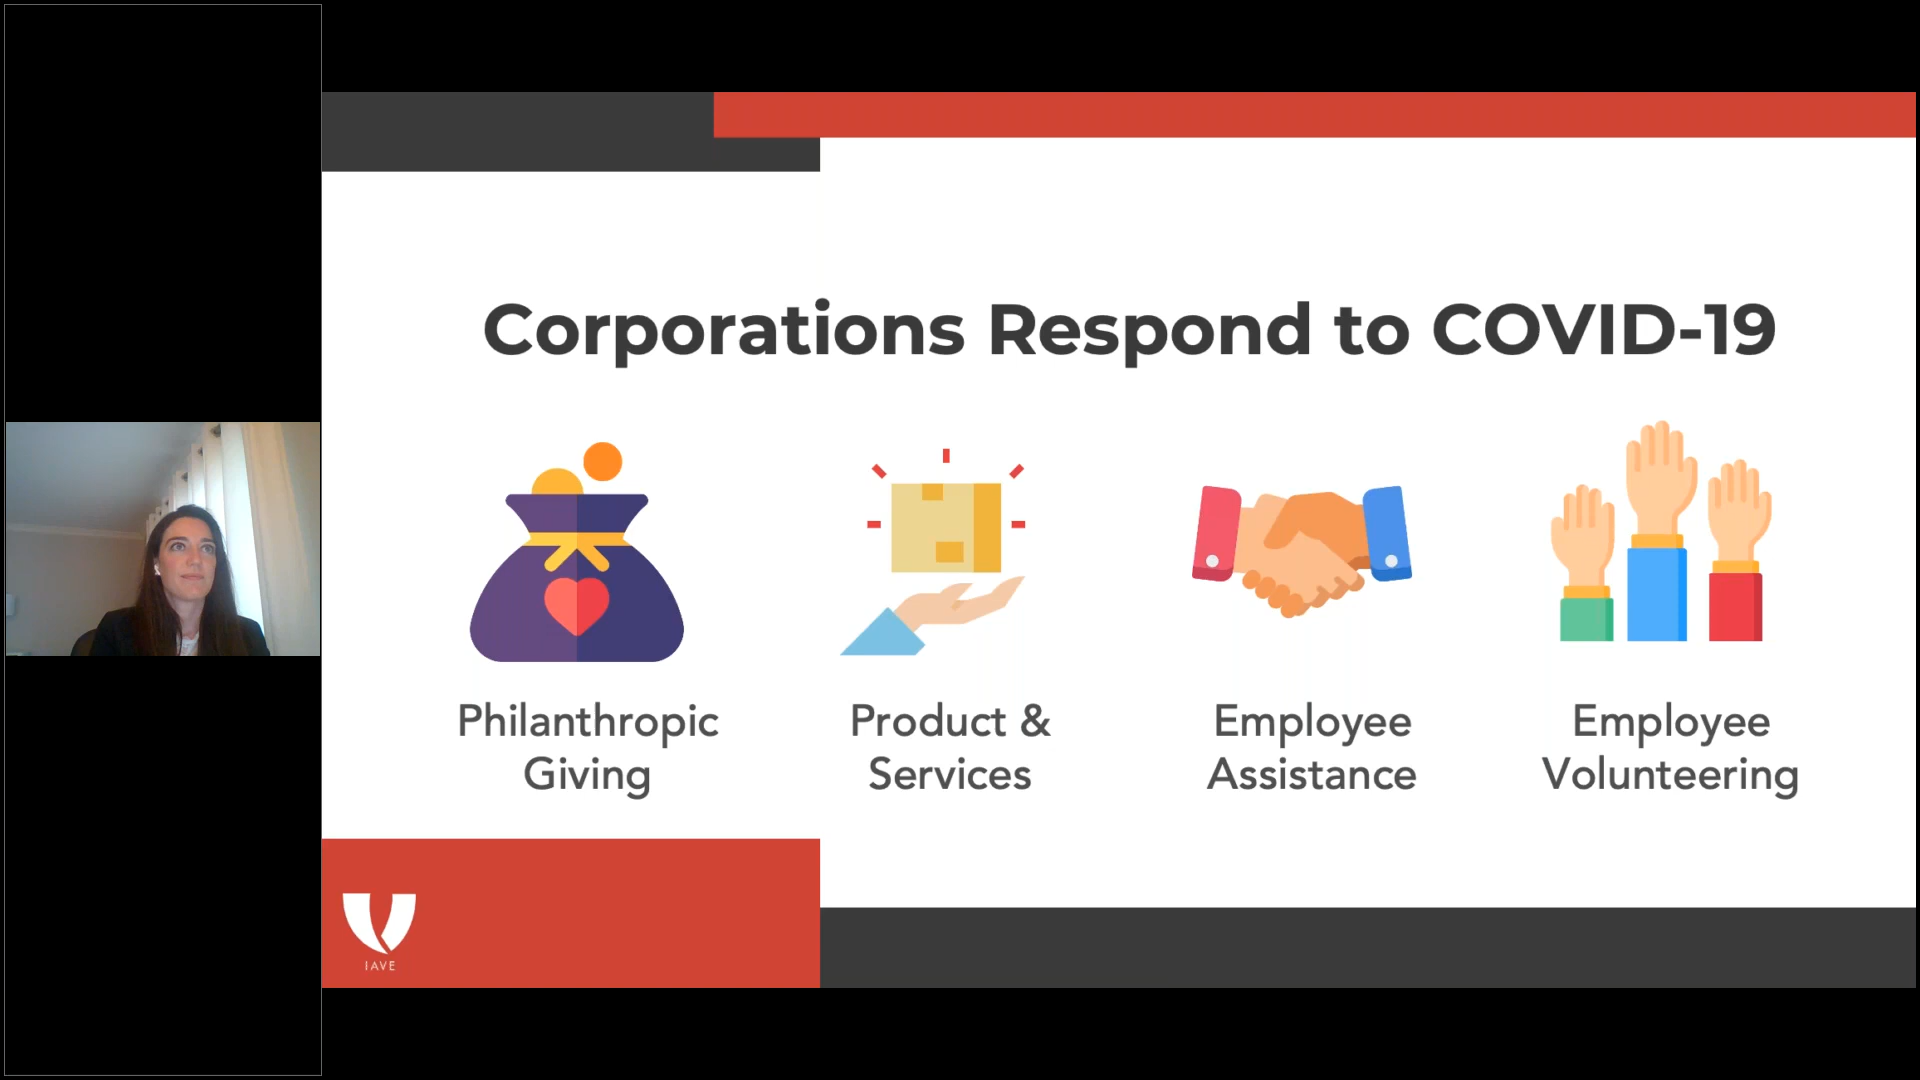 Corporations Respond to COVID-19
Philanthropic
Giving
Product &
Services
Employee
Assistance
Employee
Volunteering
IAVE